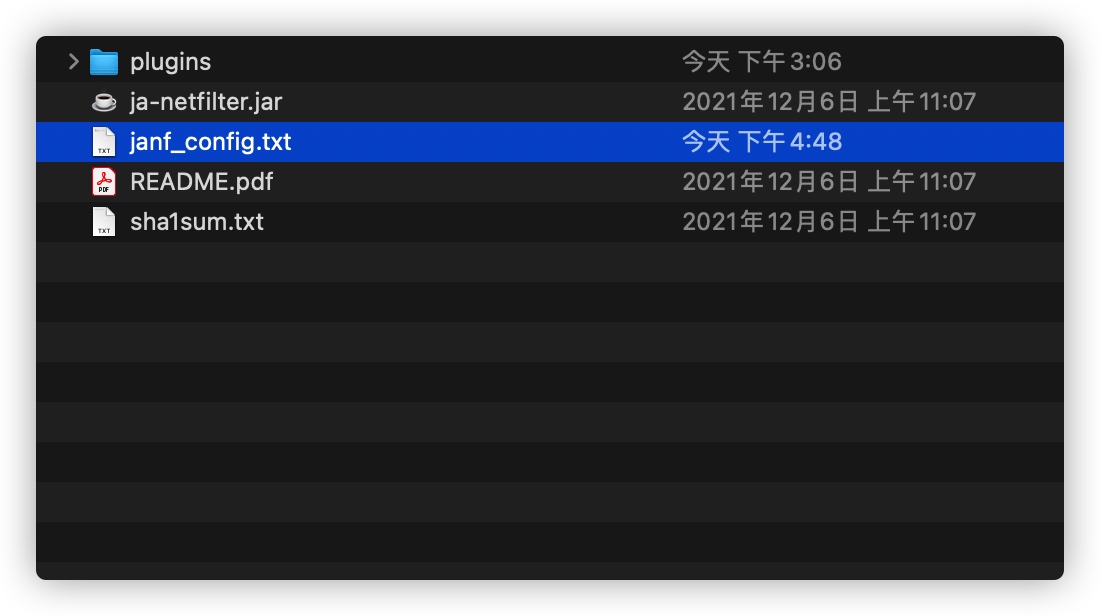 plugins 今天 下午 3:06
ja-netfilter.jar 2021年12月6日 上午 11:07
TXT janf_config.txt 今天 下午 4:48
PDF README.pdf 2021年12月6日 上午 11:07
TXT sha1sum.txt 2021年12月6日 上午 11:07